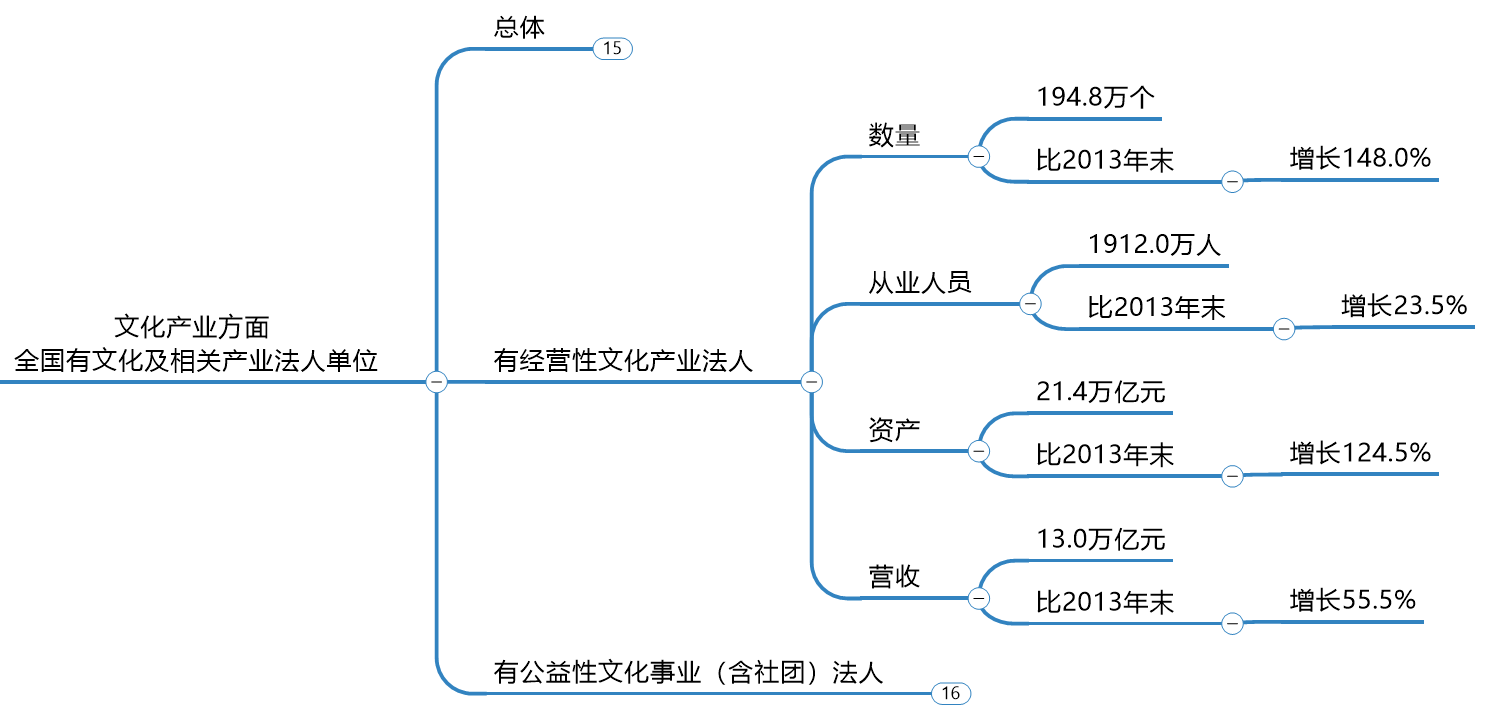 总体
15
194.8万个
数量
比2013年末
增长148.0%
1912.0万人
从业人员
比2013年末
增长23.5%
文化产业方面
全国有文化及相关产业法人单位
有经营性文化产业法人
21.4万亿元
资产
比2013年末
增长124.5%
13.0万亿元
营收
比2013年末
增长55.5%
有公益性文化事业（含社团）法人
16